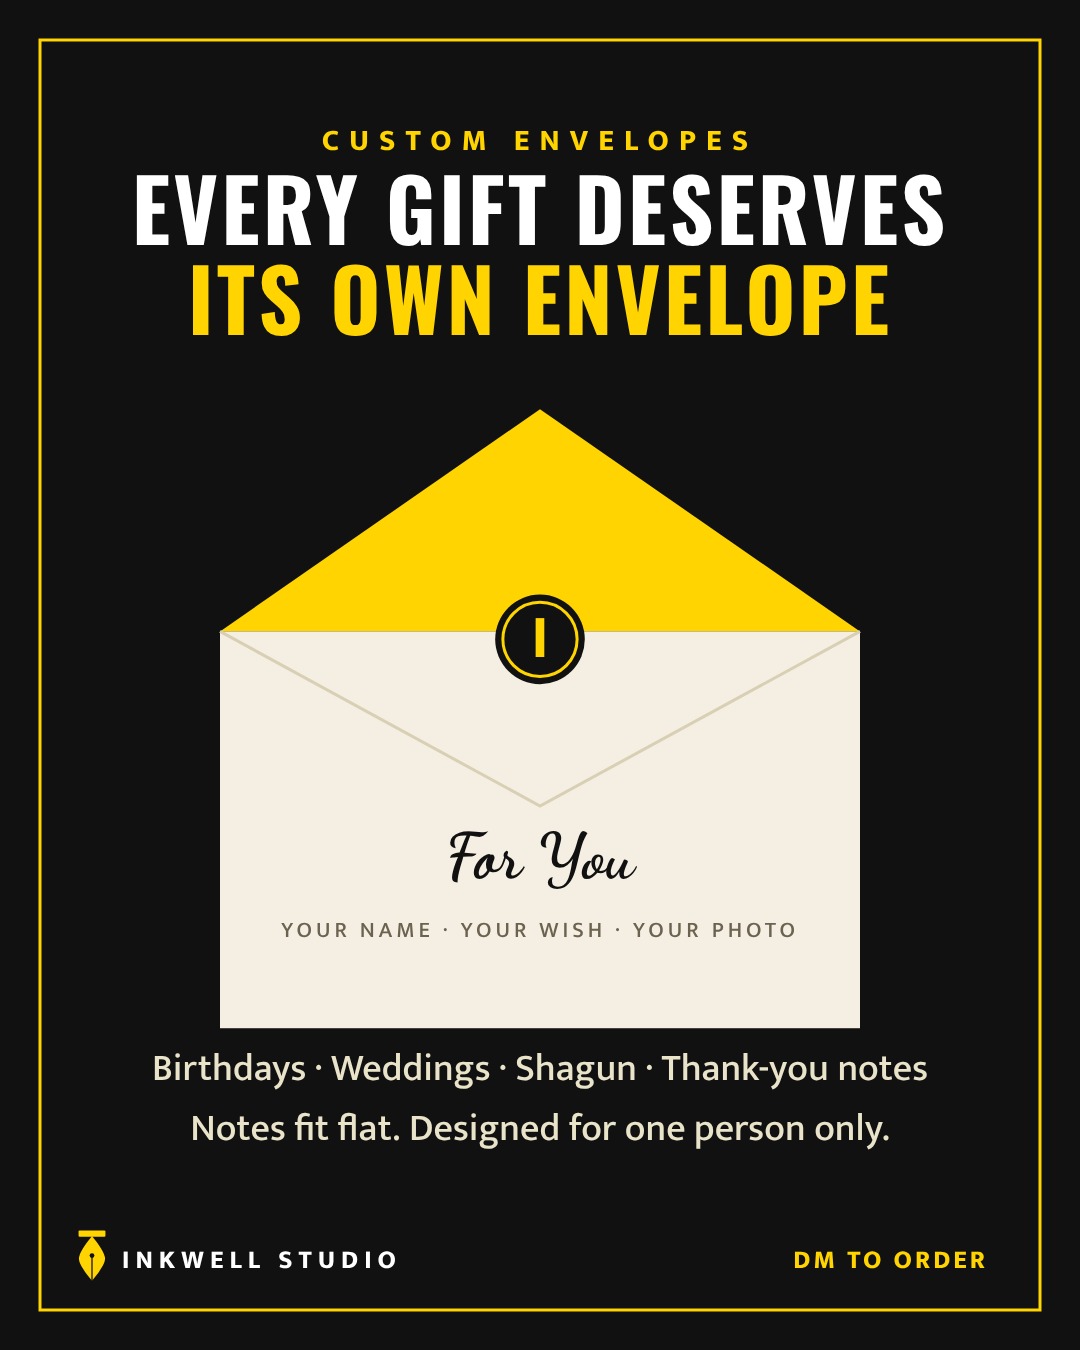 CUSTOM ENVELOPES
EVERY GIFT DESERVES
ITS OWN ENVELOPE
I
For You
YOUR NAME · YOUR WISH · YOUR PHOTO
Birthdays · Weddings · Shagun · Thank-you notes
Notes fit flat. Designed for one person only.
INKWELL STUDIO
DM TO ORDER